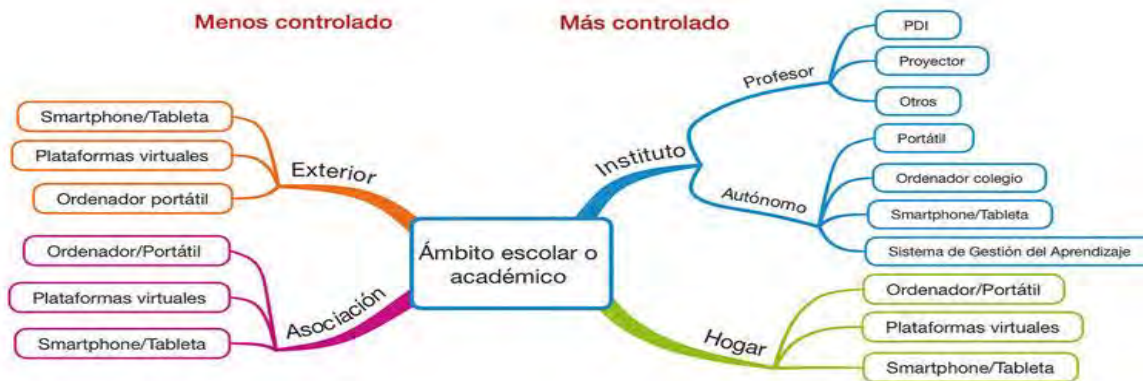 Menos controlado
Más controlado
Smartphone/Tableta
Plataformas virtuales
Ordenador portátil
Exterior
Ordenador/Portátil
Plataformas virtuales
Smartphone/Tableta
Asociación
Ámbito escolar o
académico
Instituto
Profesor
PDI
Proyector
Otros
Autónomo
Portátil
Ordenador colegio
Smartphone/Tableta
Sistema de Gestión del Aprendizaje
Hogar
Ordenador/Portátil
Plataformas virtuales
Smartphone/Tableta